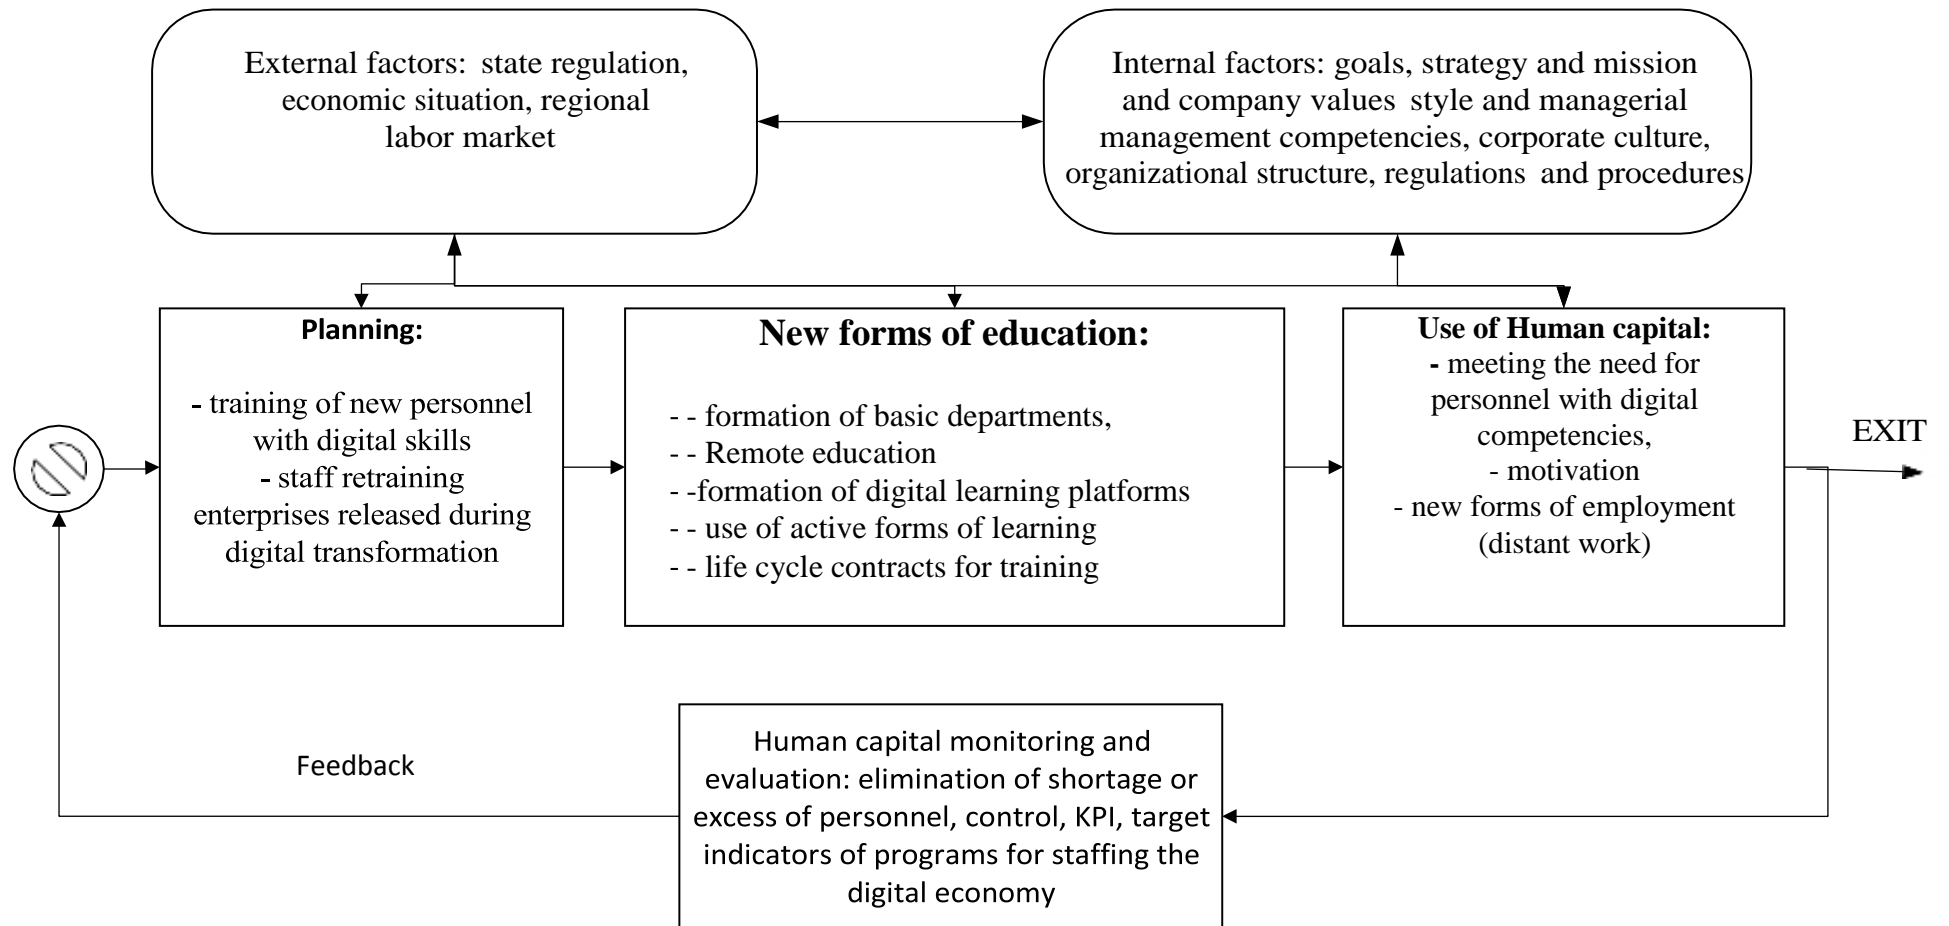 External factors: state regulation,
economic situation, regional
labor market
Internal factors: goals, strategy and mission
and company values style and managerial
management competencies, corporate culture,
organizational structure, regulations and procedures
Planning:
- training of new personnel
with digital skills
- staff retraining
enterprises released during
digital transformation
New forms of education:
- - formation of basic departments,
- - Remote education
- -formation of digital learning platforms
- - use of active forms of learning
- - life cycle contracts for training
Use of Human capital:
- meeting the need for
personnel with digital
competencies,
- motivation
- new forms of employment
(distant work)
EXIT
Feedback
Human capital monitoring and
evaluation: elimination of shortage or
excess of personnel, control, KPI, target
indicators of programs for staffing the
digital economy